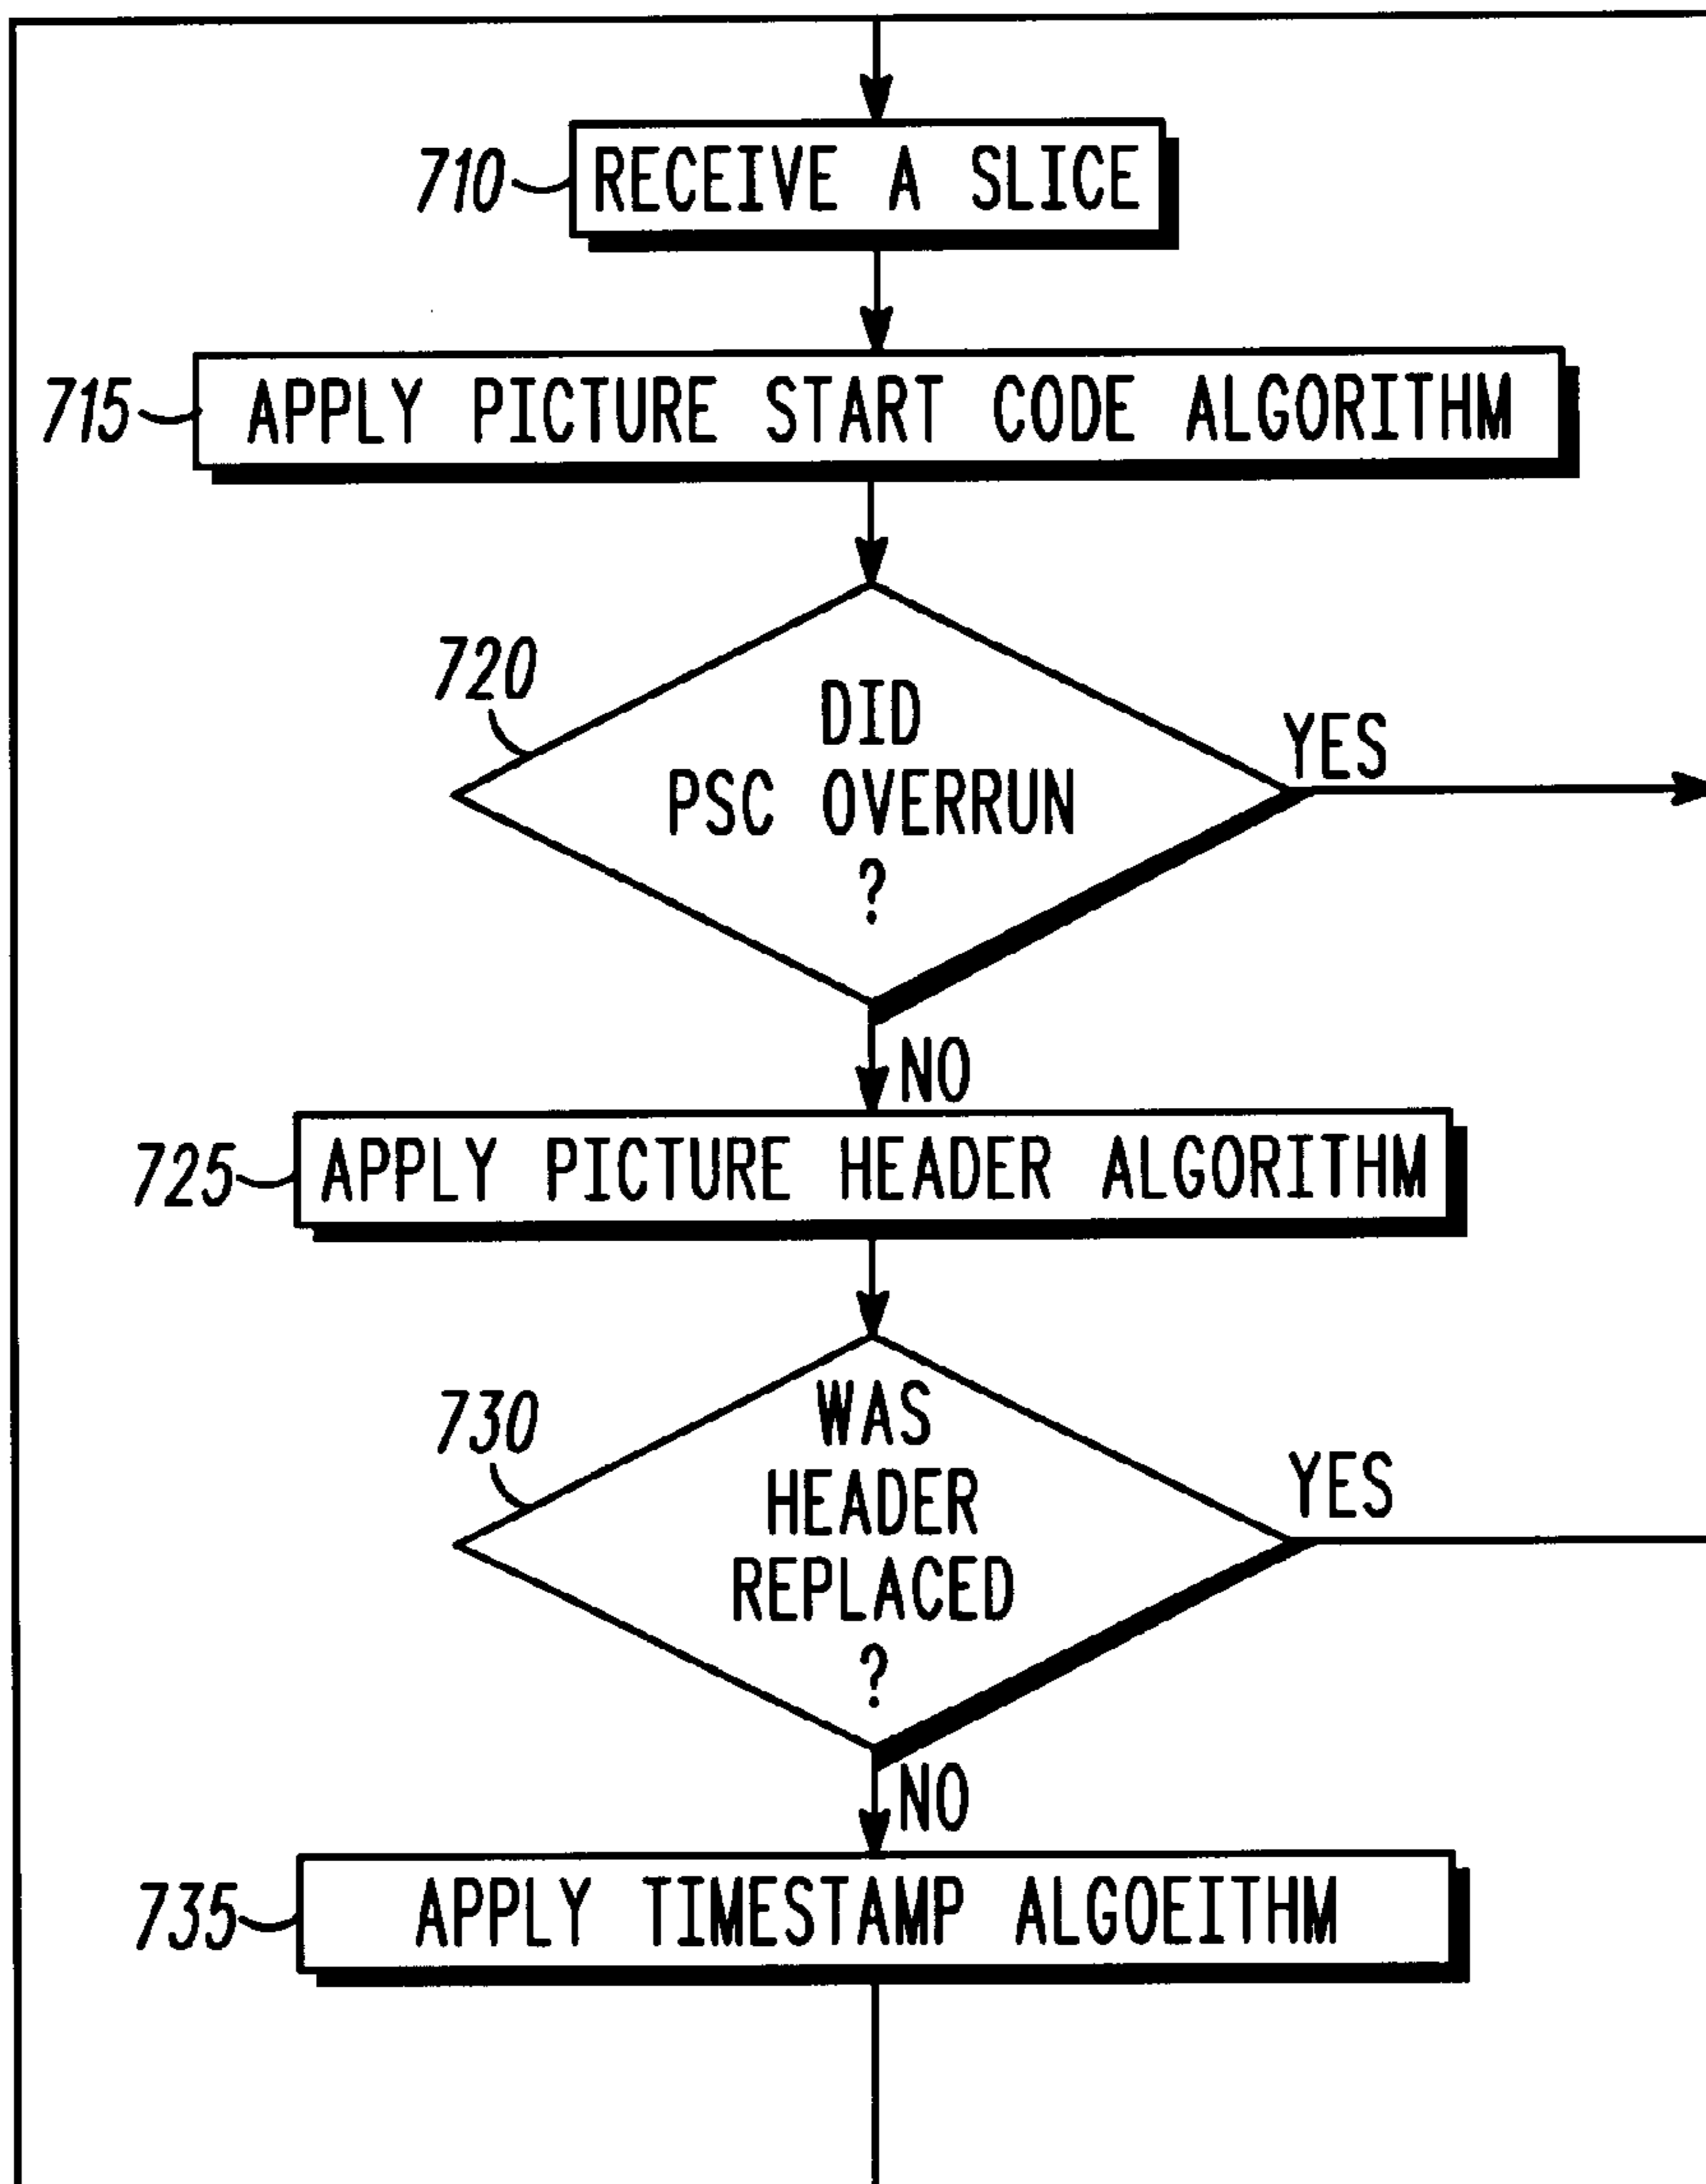 710 RECEIVE A SLICE
715 APPLY PICTURE START CODE ALGORITHM
720
DID
PSC OVERRUN
?
YES
NO
725 APPLY PICTURE HEADER ALGORITHM
730
WAS
HEADER
REPLACED
?
YES
NO
735 APPLY TIMESTAMP ALGOEITHM